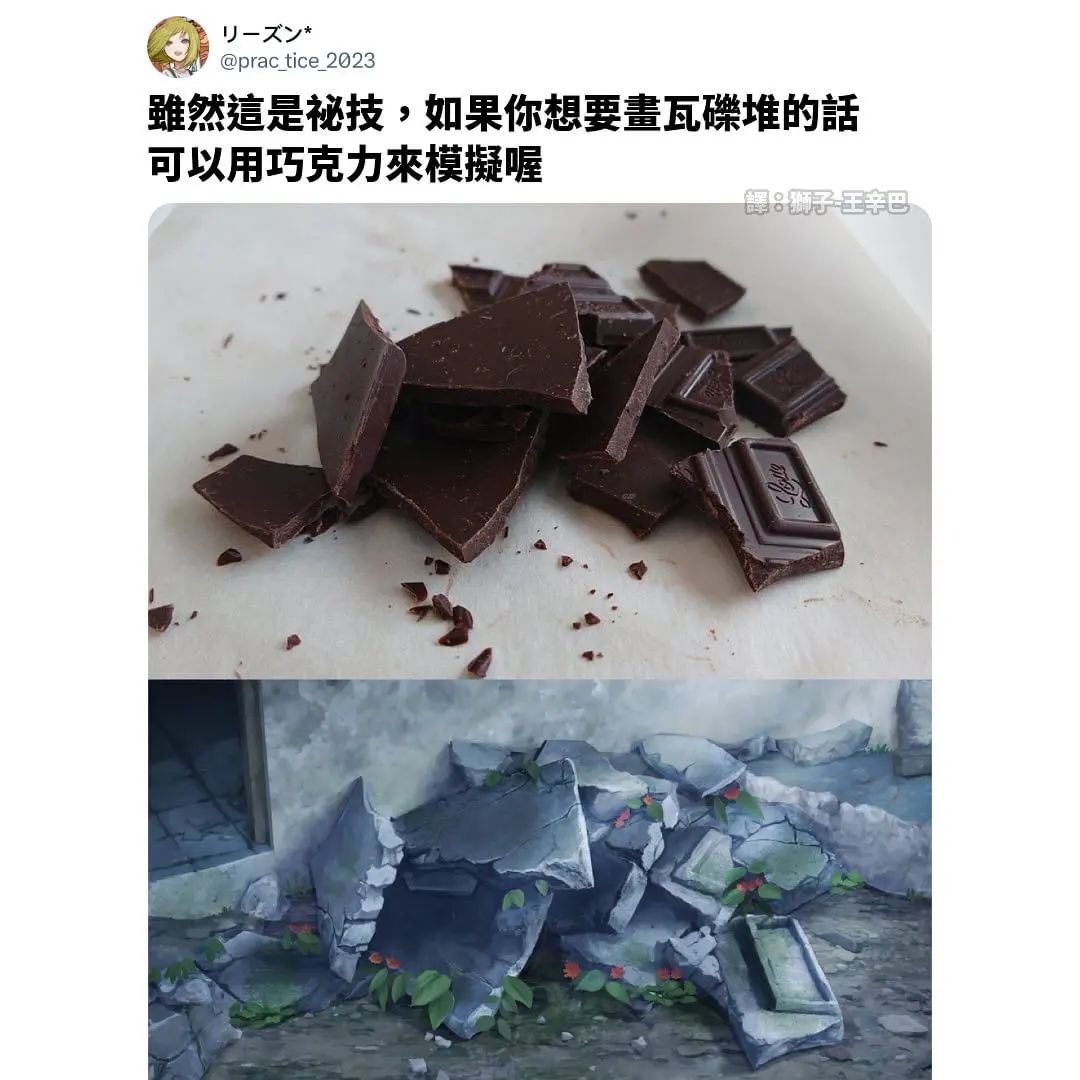 リーズン*
@prac_tice_2023
雖然這是祕技，如果你想要畫瓦礫堆的話
可以用巧克力來模擬喔
譯：獅子-王辛巴